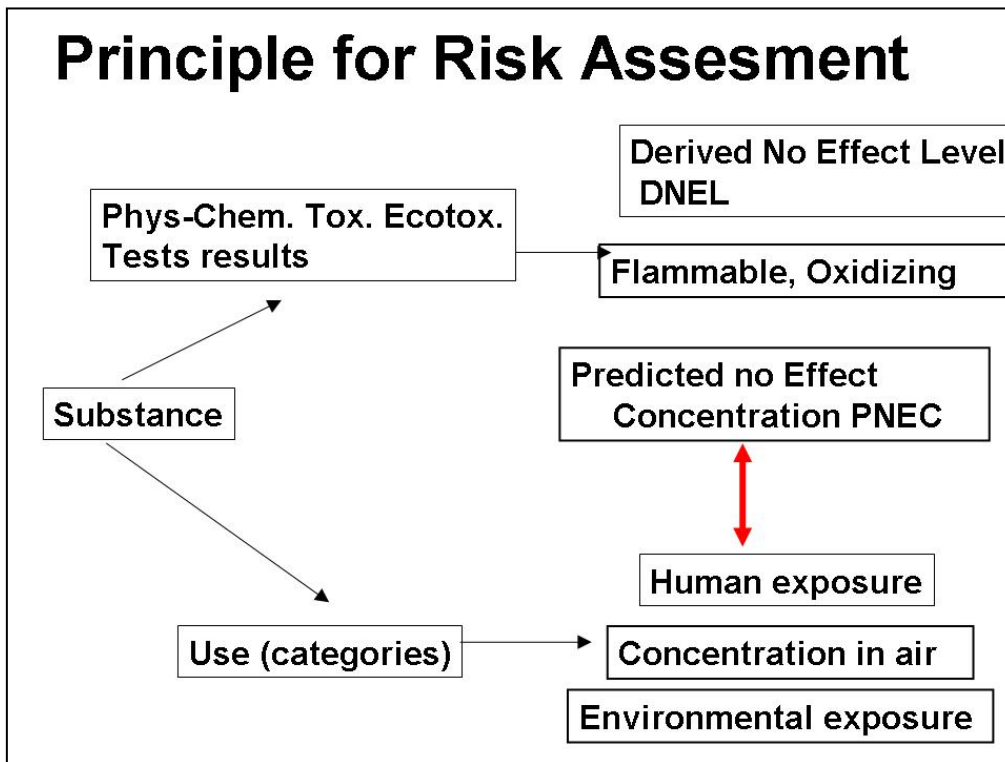 Principle for Risk Assesment
Derived No Effect Level
DNEL
Phys-Chem. Tox. Ecotox.
Tests results
Flammable, Oxidizing
Predicted no Effect
Concentration PNEC
Substance
Human exposure
Use (categories)
Concentration in air
Environmental exposure